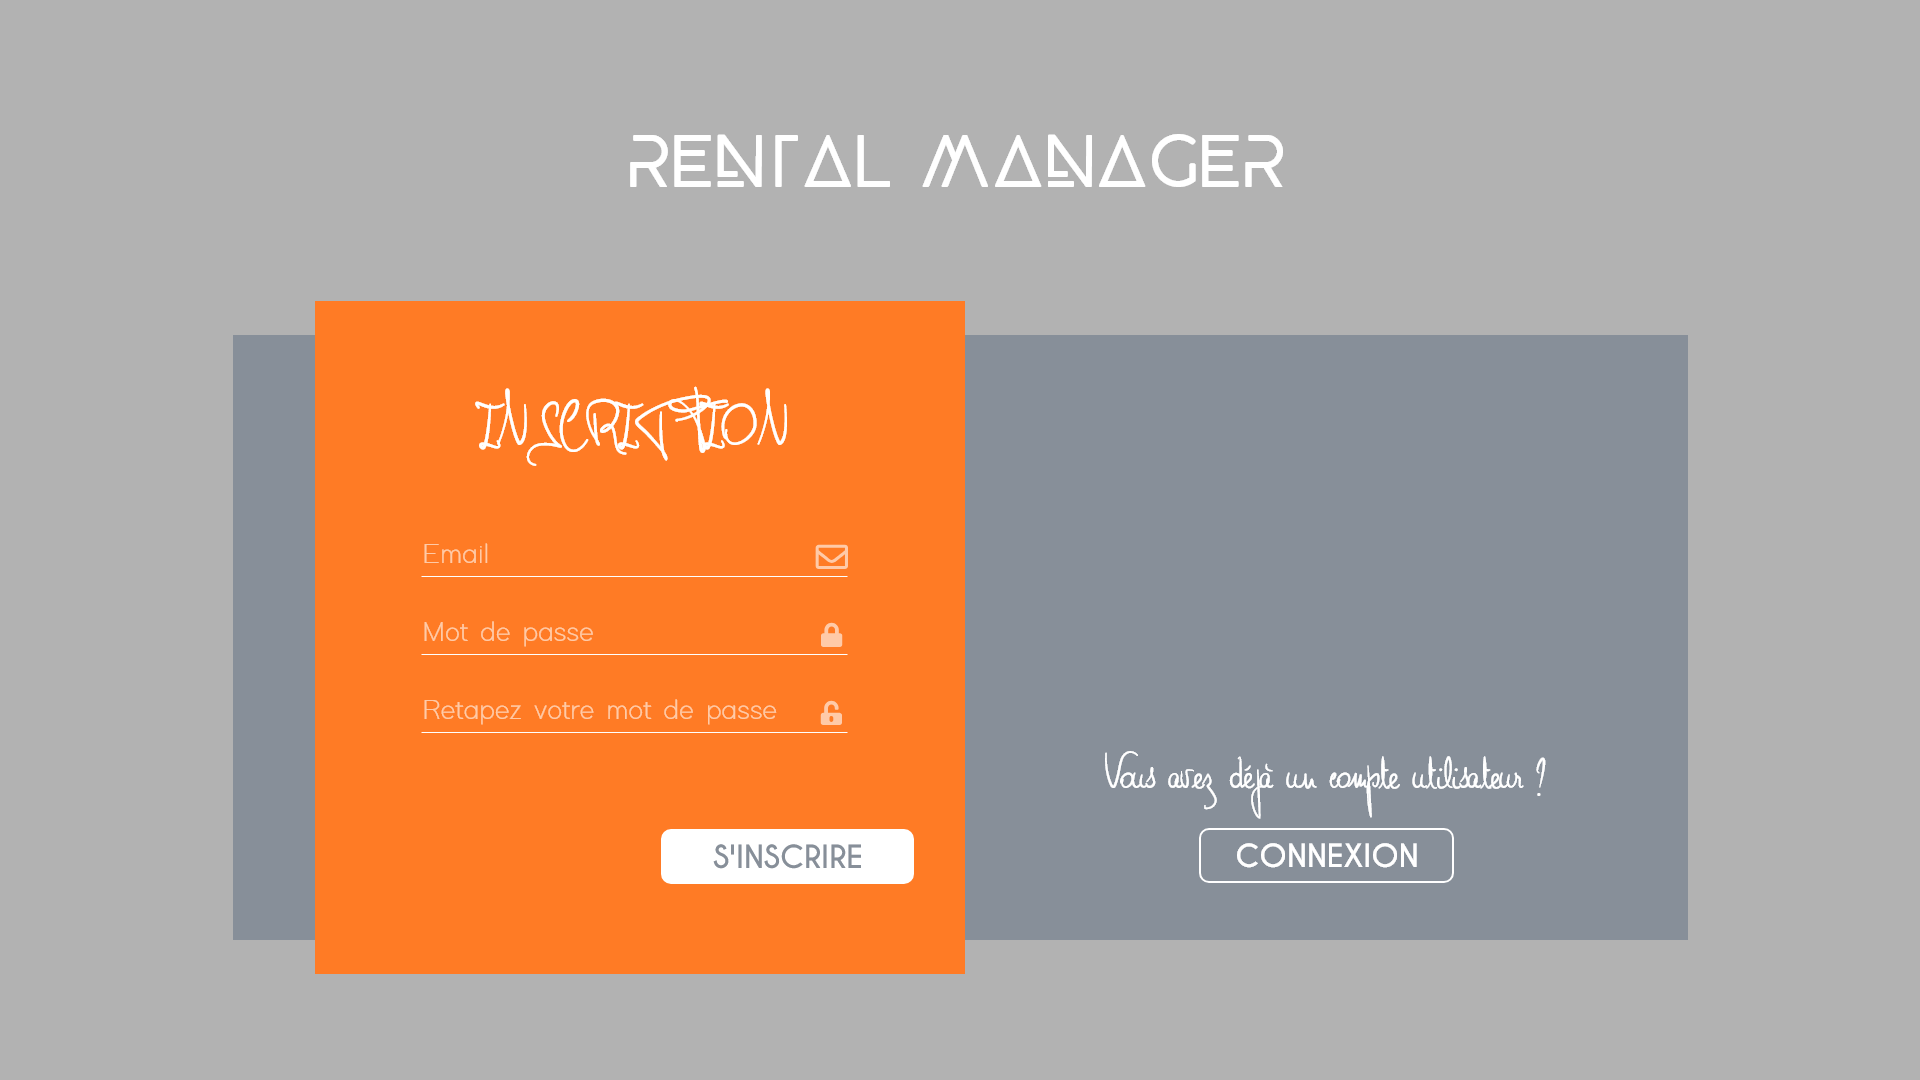 RENTAL MANAGER
INSCRIPTION
Email
Mot de passe
Retapez votre mot de passe
S'INSCRIRE
Vous avez déjà un compte utilisateur ?
CONNEXION